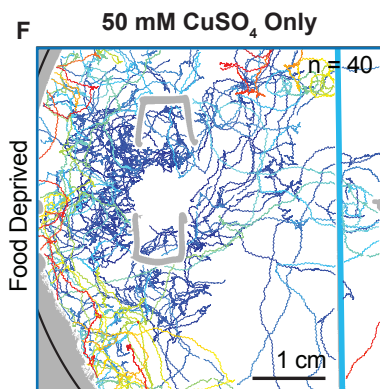 F
50 mM CuSO₄ Only
n = 40
Food Deprived
1 cm